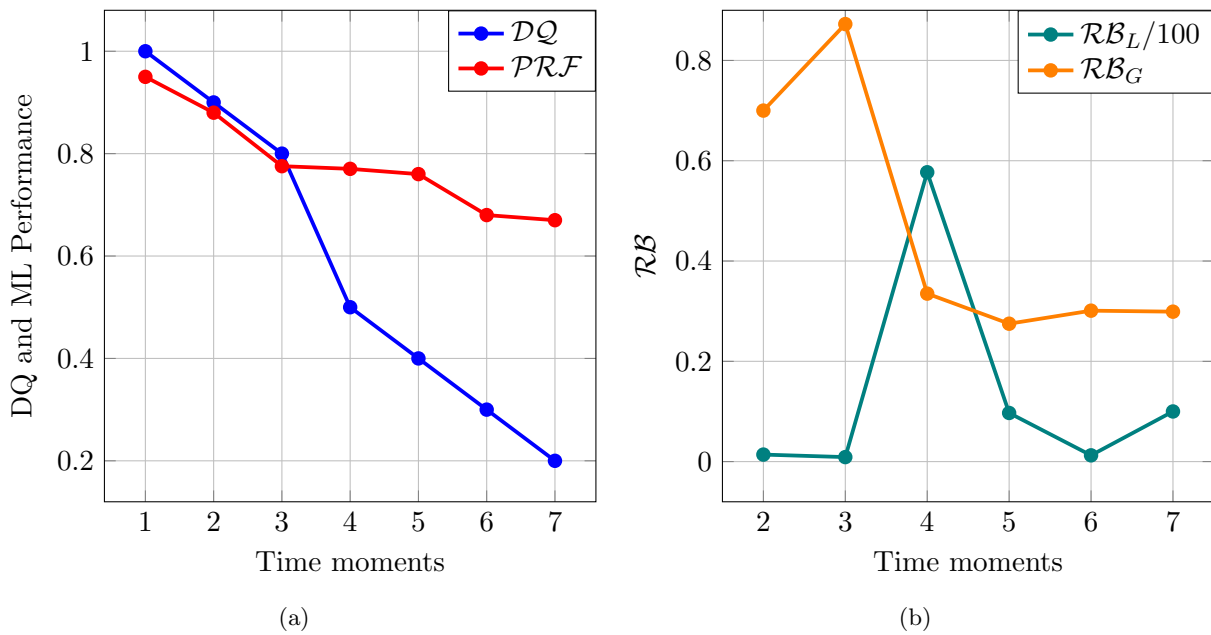 DQ and ML Performance
1
0.8
0.6
0.4
0.2
𝒟𝒬
𝒫ℛℱ
1 2 3 4 5 6 7
Time moments
(a)
ℛℬ
0.8
0.6
0.4
0.2
0
ℛℬ_L/100
ℛℬ_G
2 3 4 5 6 7
Time moments
(b)